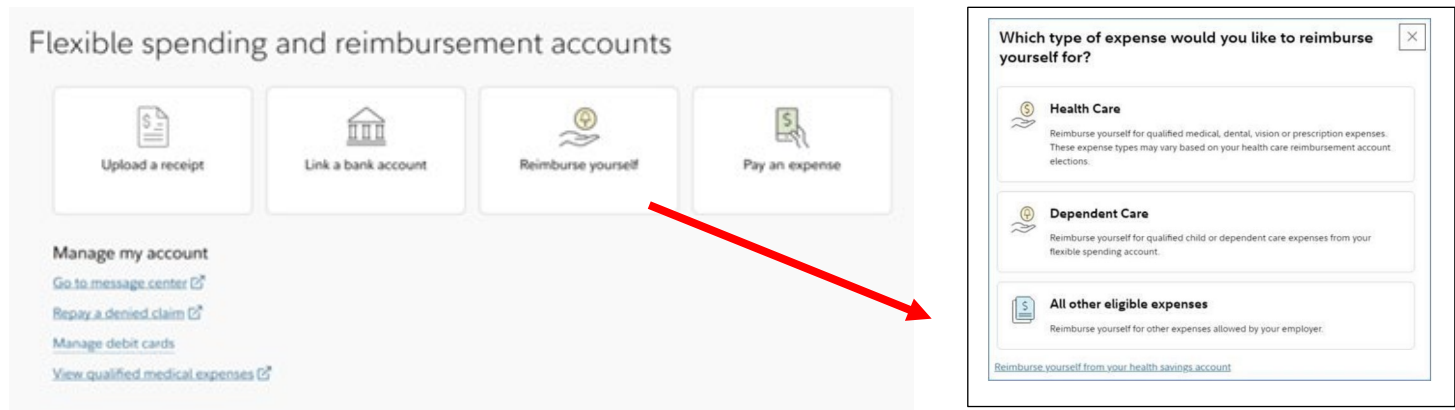 Flexible spending and reimbursement accounts
Upload a receipt
Link a bank account
Reimburse yourself
Pay an expense
Manage my account
Go to message center
Repay a denied claim
Manage debit cards
View qualified medical expenses
Which type of expense would you like to reimburse
yourself for?
Health Care
Reimburse yourself for qualified medical, dental, vision or prescription expenses.
These expense types may vary based on your health care reimbursement account
elections.
Dependent Care
Reimburse yourself for qualified child or dependent care expenses from your
flexible spending account.
All other eligible expenses
Reimburse yourself for other expenses allowed by your employer.
Reimburse yourself from your health savings account